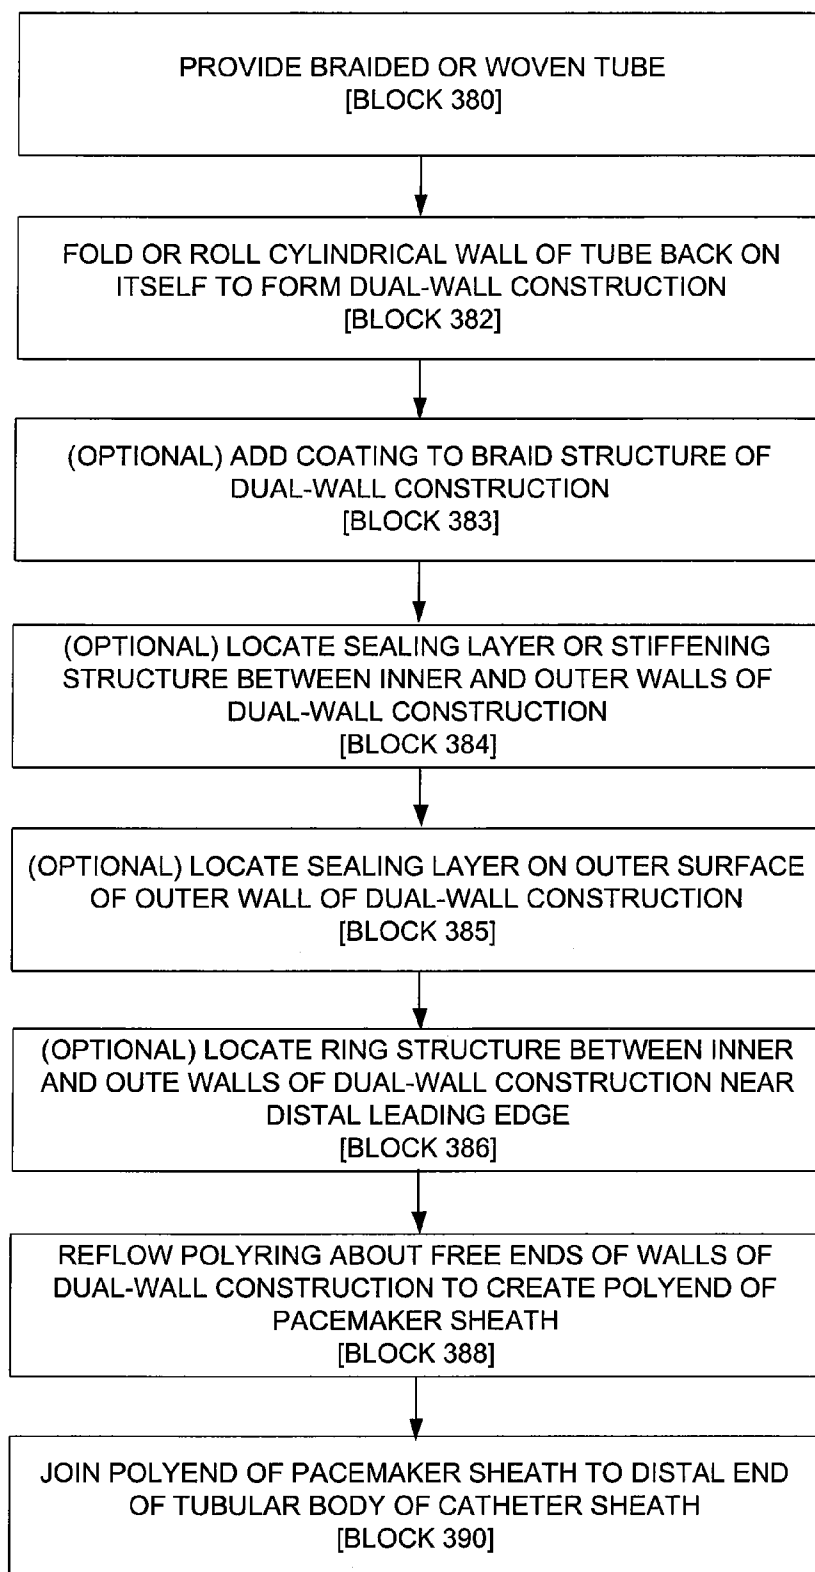 PROVIDE BRAIDED OR WOVEN TUBE
[BLOCK 380]
FOLD OR ROLL CYLINDRICAL WALL OF TUBE BACK ON
ITSELF TO FORM DUAL-WALL CONSTRUCTION
[BLOCK 382]
(OPTIONAL) ADD COATING TO BRAID STRUCTURE OF
DUAL-WALL CONSTRUCTION
[BLOCK 383]
(OPTIONAL) LOCATE SEALING LAYER OR STIFFENING
STRUCTURE BETWEEN INNER AND OUTER WALLS OF
DUAL-WALL CONSTRUCTION
[BLOCK 384]
(OPTIONAL) LOCATE SEALING LAYER ON OUTER SURFACE
OF OUTER WALL OF DUAL-WALL CONSTRUCTION
[BLOCK 385]
(OPTIONAL) LOCATE RING STRUCTURE BETWEEN INNER
AND OUTE WALLS OF DUAL-WALL CONSTRUCTION NEAR
DISTAL LEADING EDGE
[BLOCK 386]
REFLOW POLYRING ABOUT FREE ENDS OF WALLS OF
DUAL-WALL CONSTRUCTION TO CREATE POLYEND OF
PACEMAKER SHEATH
[BLOCK 388]
JOIN POLYEND OF PACEMAKER SHEATH TO DISTAL END
OF TUBULAR BODY OF CATHETER SHEATH
[BLOCK 390]